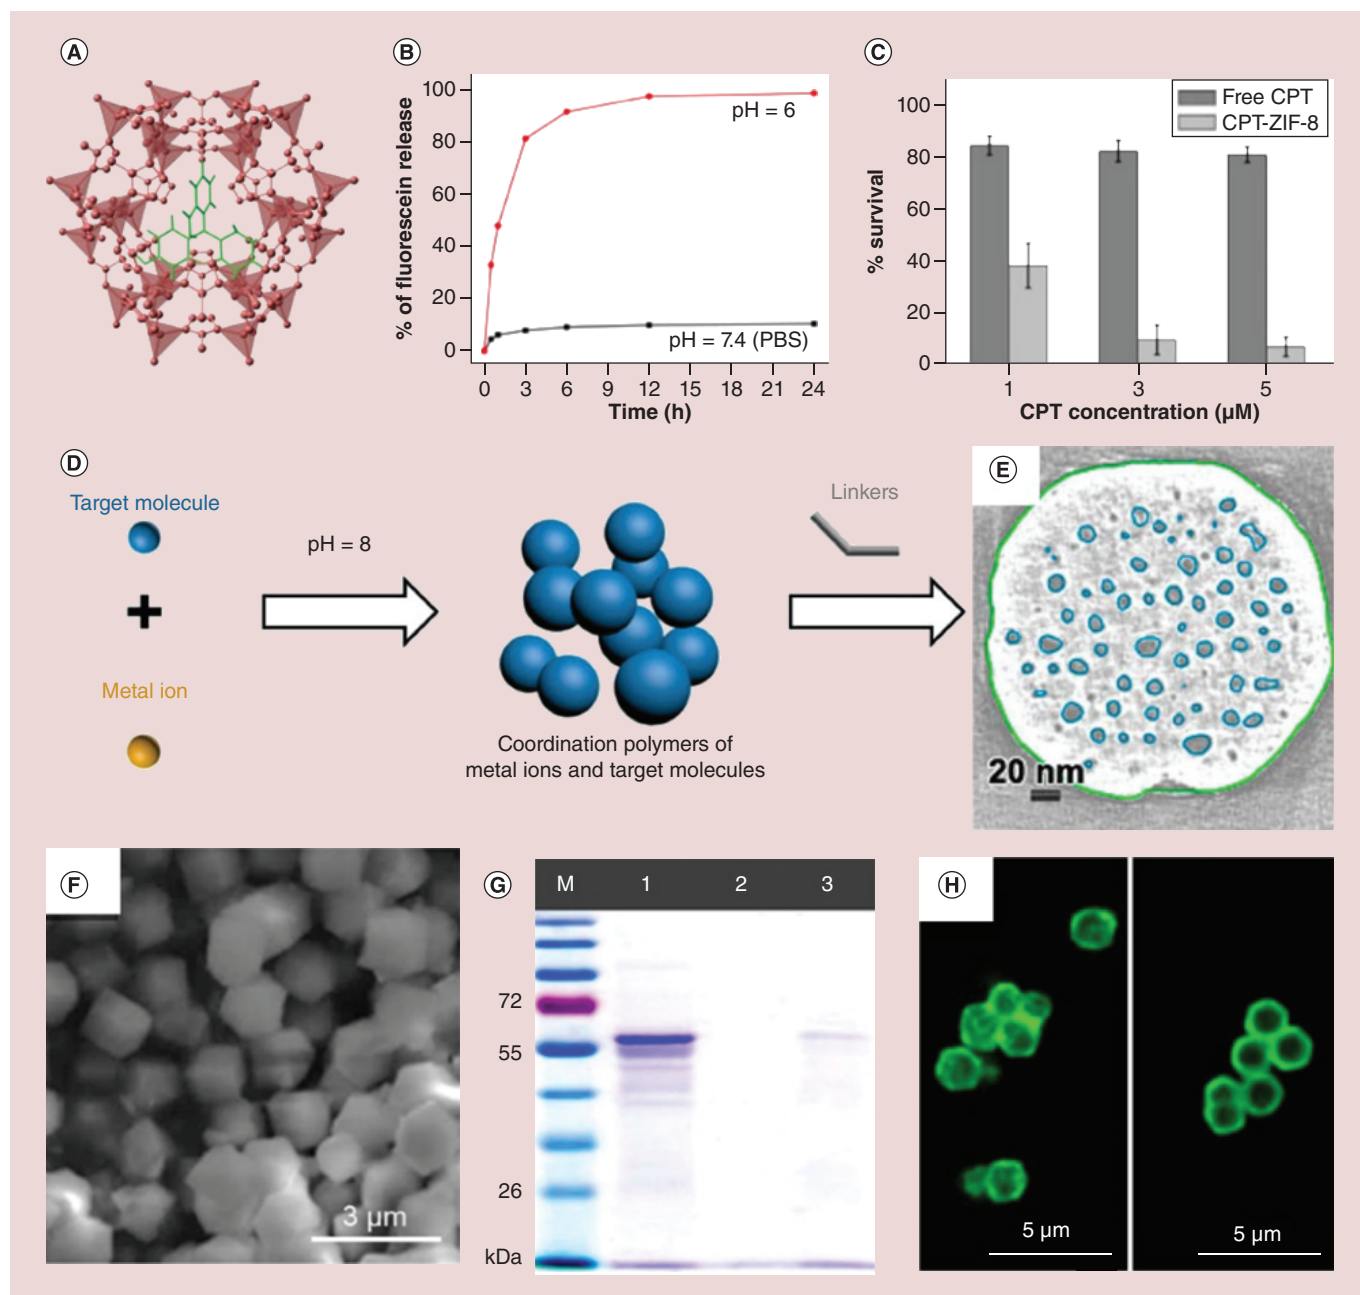 A
B
% of fluorescein release
100
80
60
40
20
0
pH = 6
pH = 7.4 (PBS)
0 3 6 9 12 15 18 21 24
Time (h)
C
% survival
100
80
60
40
20
0
Free CPT
CPT-ZIF-8
1 3 5
CPT concentration (µM)
D
Target molecule
+
Metal ion
pH = 8
Coordination polymers of
metal ions and target molecules
Linkers
E
20 nm
F
3 µm
G
M 1 2 3
72
55
26
kDa
H
5 µm
5 µm